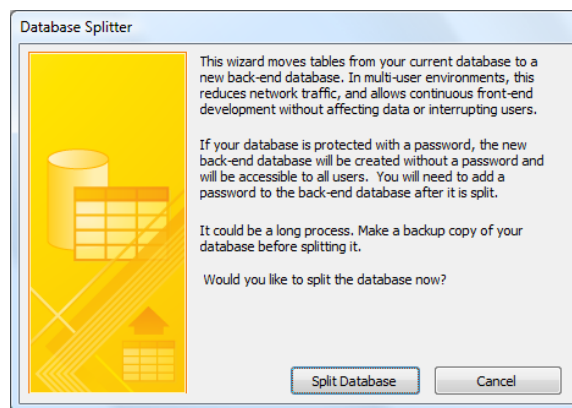 Database Splitter
This wizard moves tables from your current database to a
new back-end database. In multi-user environments, this
reduces network traffic, and allows continuous front-end
development without affecting data or interrupting users.
If your database is protected with a password, the new
back-end database will be created without a password and
will be accessible to all users.  You will need to add a
password to the back-end database after it is split.
It could be a long process. Make a backup copy of your
database before splitting it.
Would you like to split the database now?
Split Database
Cancel